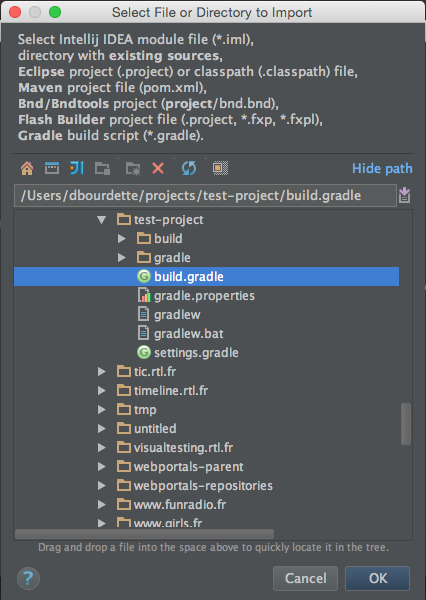 Select File or Directory to Import
Select Intellij IDEA module file (*.iml),
directory with existing sources,
Eclipse project (.project) or classpath (.classpath) file,
Maven project file (pom.xml),
Bnd/Bndtools project (project/bnd.bnd),
Flash Builder project file (.project, *.fxp, *.fxpl),
Gradle build script (*.gradle).
Hide path
/Users/dbourdette/projects/test-project/build.gradle
test-project
build
gradle
G build.gradle
gradle.properties
gradlew
gradlew.bat
G settings.gradle
tic.rtl.fr
timeline.rtl.fr
tmp
untitled
visualtesting.rtl.fr
webportals-parent
webportals-repositories
www.funradio.fr
www.girls.fr
Drag and drop a file into the space above to quickly locate it in the tree.
? Cancel OK